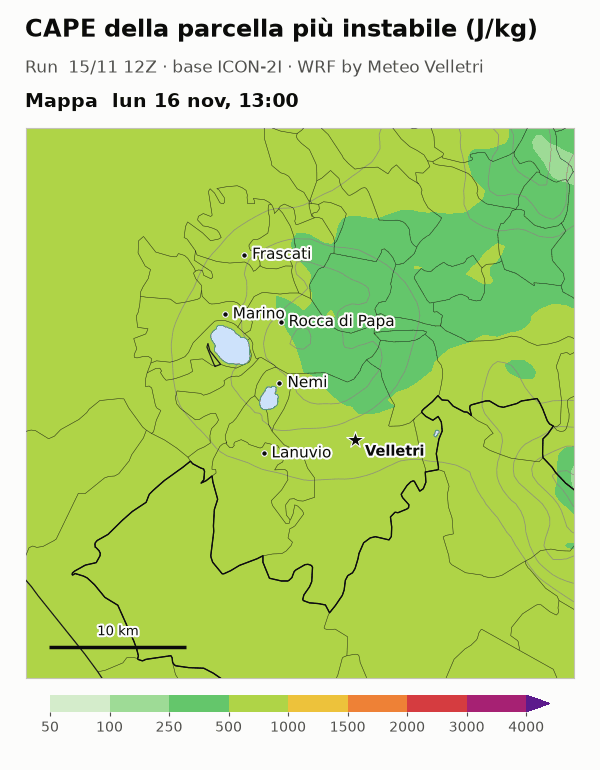 CAPE della parcella più instabile (J/kg)
Run  15/11 12Z · base ICON-2I · WRF by Meteo Velletri
Mappa  lun 16 nov, 13:00
Frascati
Marino
Rocca di Papa
Nemi
Velletri
Lanuvio
10 km
50 100 250 500 1000 1500 2000 3000 4000